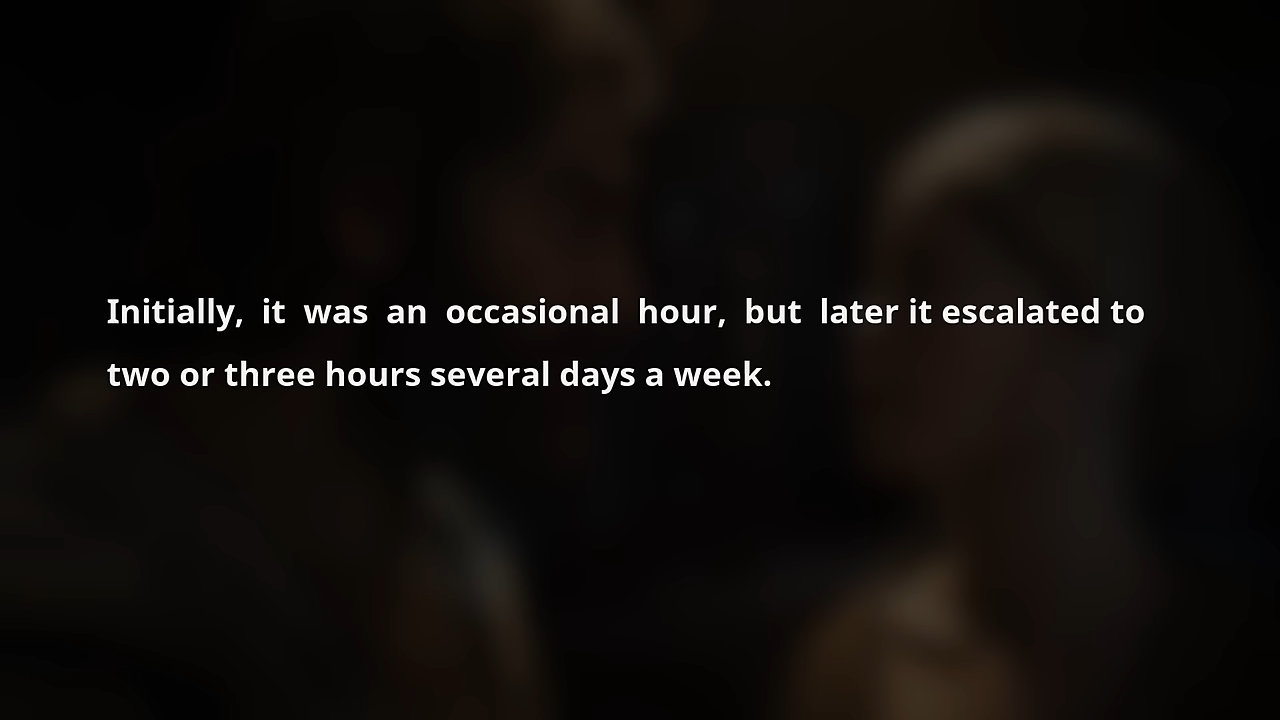 Initially, it was an occasional hour, but later it escalated to
two or three hours several days a week.